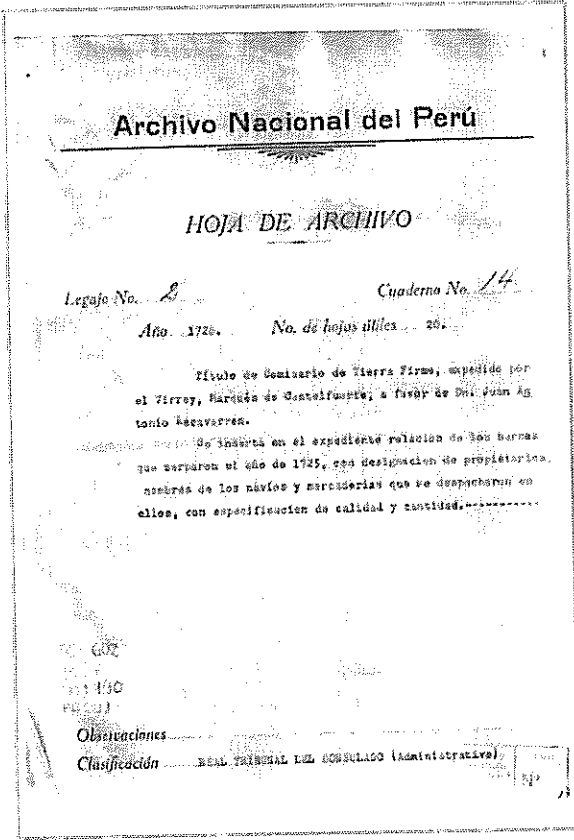 Archivo Nacional del Perú
HOJA DE ARCHIVO
Legajo No. 2 Cuaderno No. 14
Año 172 . No. de hojas útiles 20.
Título de Comisario de Tierra Firme, expedido por
el Virrey, Marqués de Castelfuerte, a favor de Dn. Juan An
tonio
Se inserta en el expediente relación de los barcos
que zarparon el año de 1725, con designación de propietarios,
nombres de los navíos y mercaderías que se despacharon en
ellos, con especificación de calidad y cantidad.----------
Observaciones
Clasificación REAL TRIBUNAL DEL CONSULADO (Administrativo)